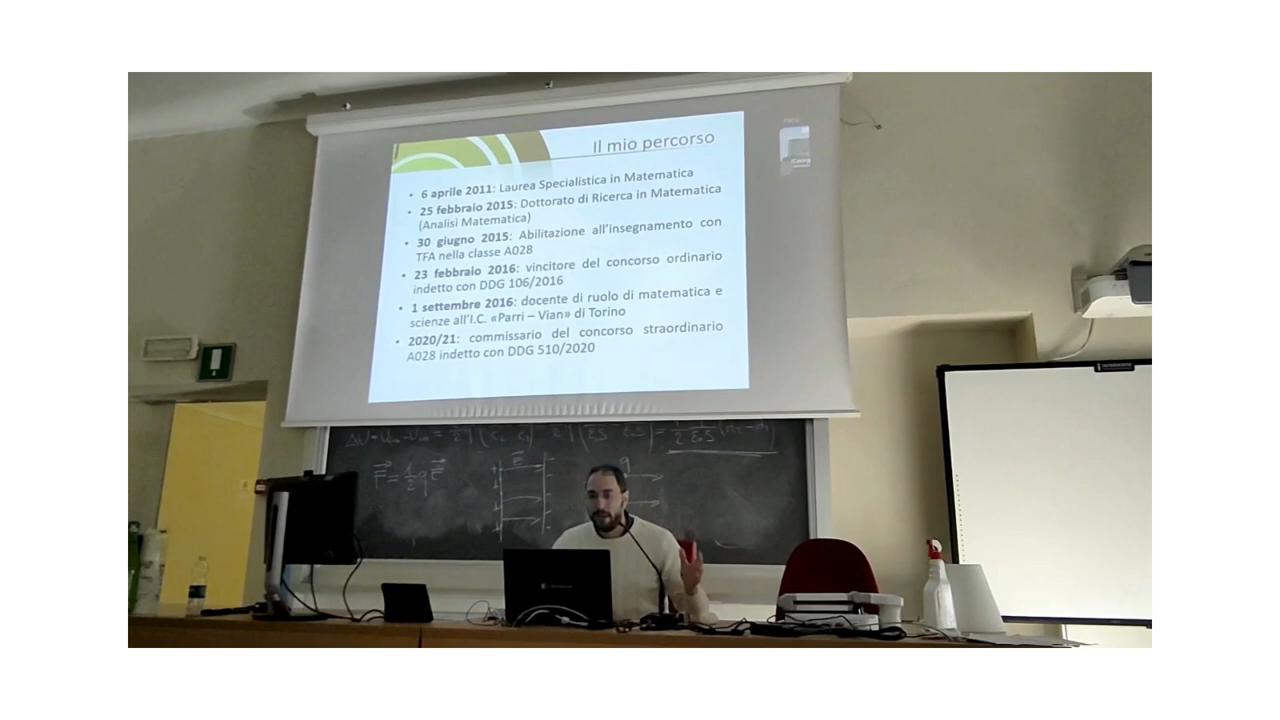 Il mio percorso
• 6 aprile 2011: Laurea Specialistica in Matematica
• 25 febbraio 2015: Dottorato di Ricerca in Matematica
(Analisi Matematica)
• 30 giugno 2015: Abilitazione all'insegnamento con
TFA nella classe A028
• 23 febbraio 2016: vincitore del concorso ordinario
indetto con DDG 106/2016
• 1 settembre 2016: docente di ruolo di matematica e
scienze all'I.C. «Parri – Vian» di Torino
• 2020/21: commissario del concorso straordinario
A028 indetto con DDG 510/2020
F = 1/2 q E
E
q